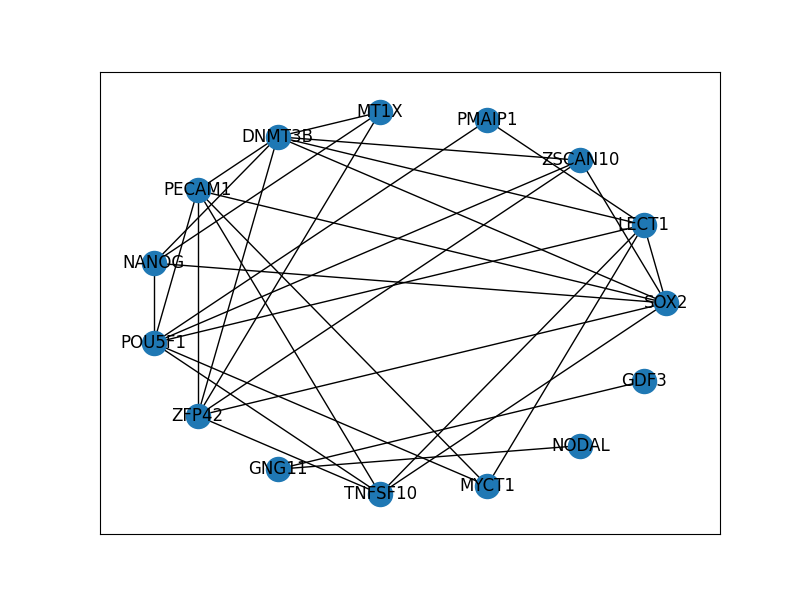 MT1X
PMAIP1
DNMT3B
ZSCAN10
PECAM1
LECT1
NANOG
SOX2
POU5F1
GDF3
ZFP42
NODAL
GNG11
MYCT1
TNFSF10